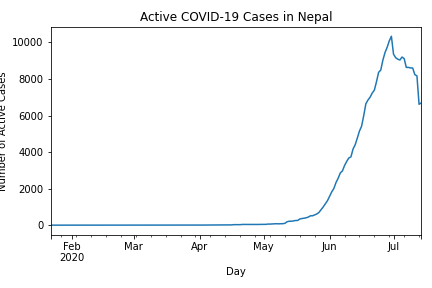 Active COVID-19 Cases in Nepal
Number of Active Cases
10000
8000
6000
4000
2000
0
Feb Mar Apr May Jun Jul
2020
Day